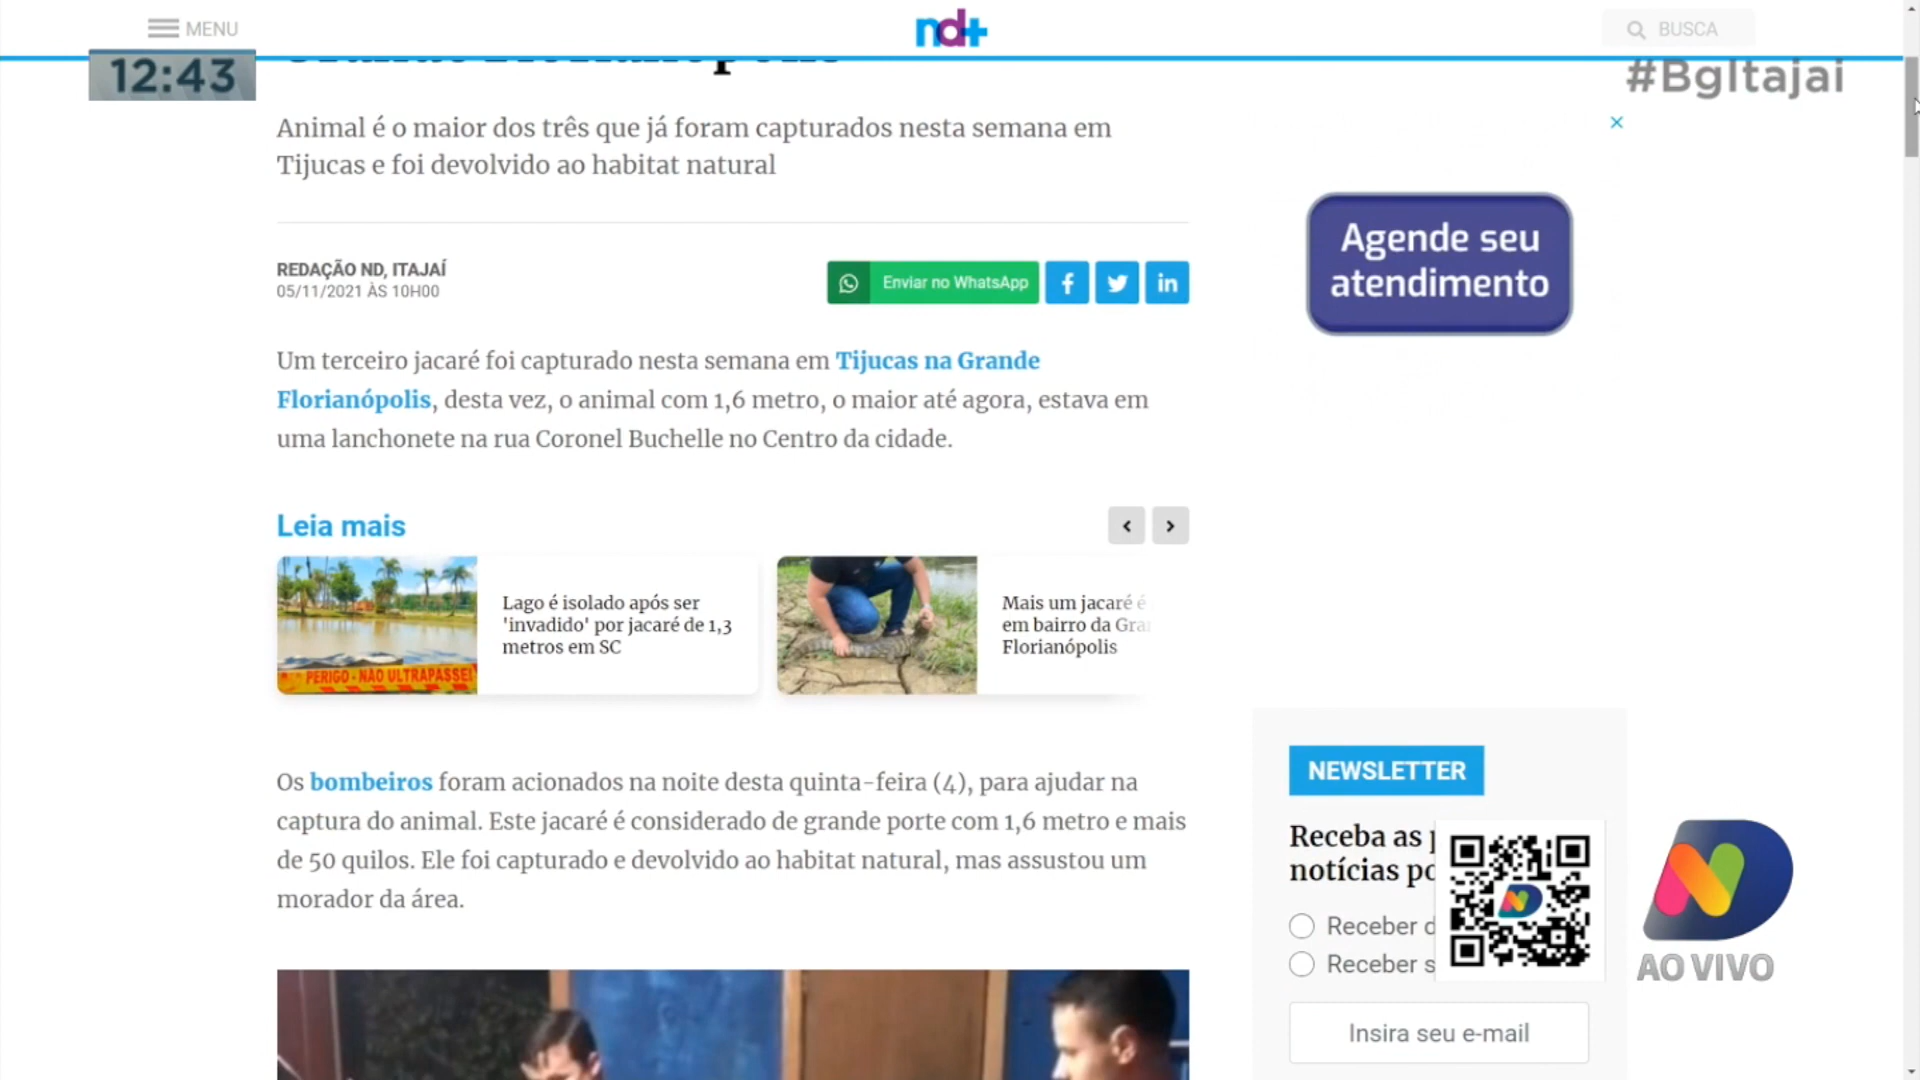 MENU
nd+
BUSCA
12:43
#BgItajai
Animal é o maior dos três que já foram capturados nesta semana em
Tijucas e foi devolvido ao habitat natural
REDAÇÃO ND, ITAJAÍ
05/11/2021 ÀS 10H00
Enviar no WhatsApp
Agende seu
atendimento
Um terceiro jacaré foi capturado nesta semana em Tijucas na Grande
Florianópolis, desta vez, o animal com 1,6 metro, o maior até agora, estava em
uma lanchonete na rua Coronel Buchelle no Centro da cidade.
Leia mais
PERIGO - NÃO ULTRAPASSE!
Lago é isolado após ser
'invadido' por jacaré de 1,3
metros em SC
Mais um jacaré é
em bairro da
Florianópolis
Os bombeiros foram acionados na noite desta quinta-feira (4), para ajudar na
captura do animal. Este jacaré é considerado de grande porte com 1,6 metro e mais
de 50 quilos. Ele foi capturado e devolvido ao habitat natural, mas assustou um
morador da área.
NEWSLETTER
Receba as
notícias
Receber
Receber
Insira seu e-mail
AO VIVO